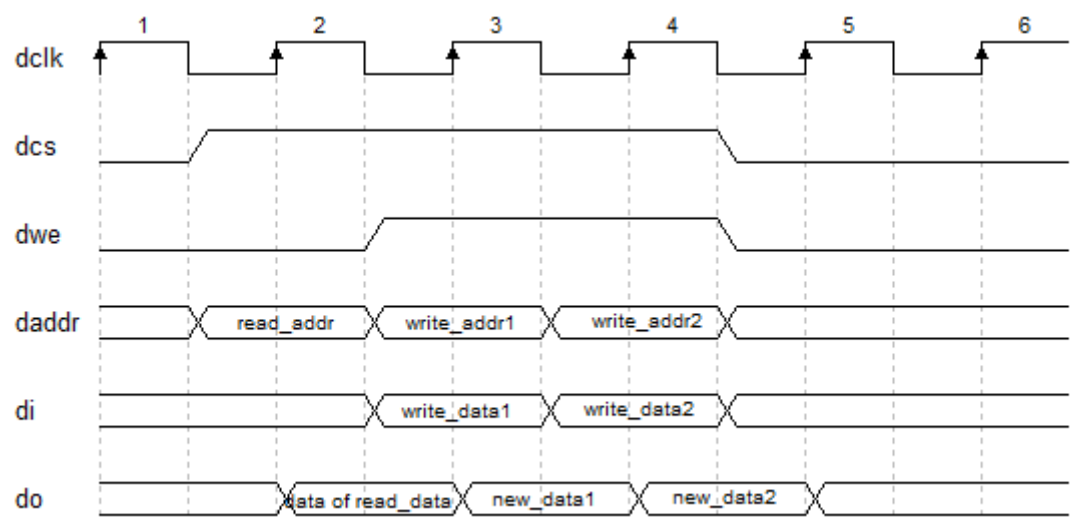 1 2 3 4 5 6
dclk
dcs
dwe
daddr read_addr write_addr1 write_addr2
di write_data1 write_data2
do data of read_data new_data1 new_data2